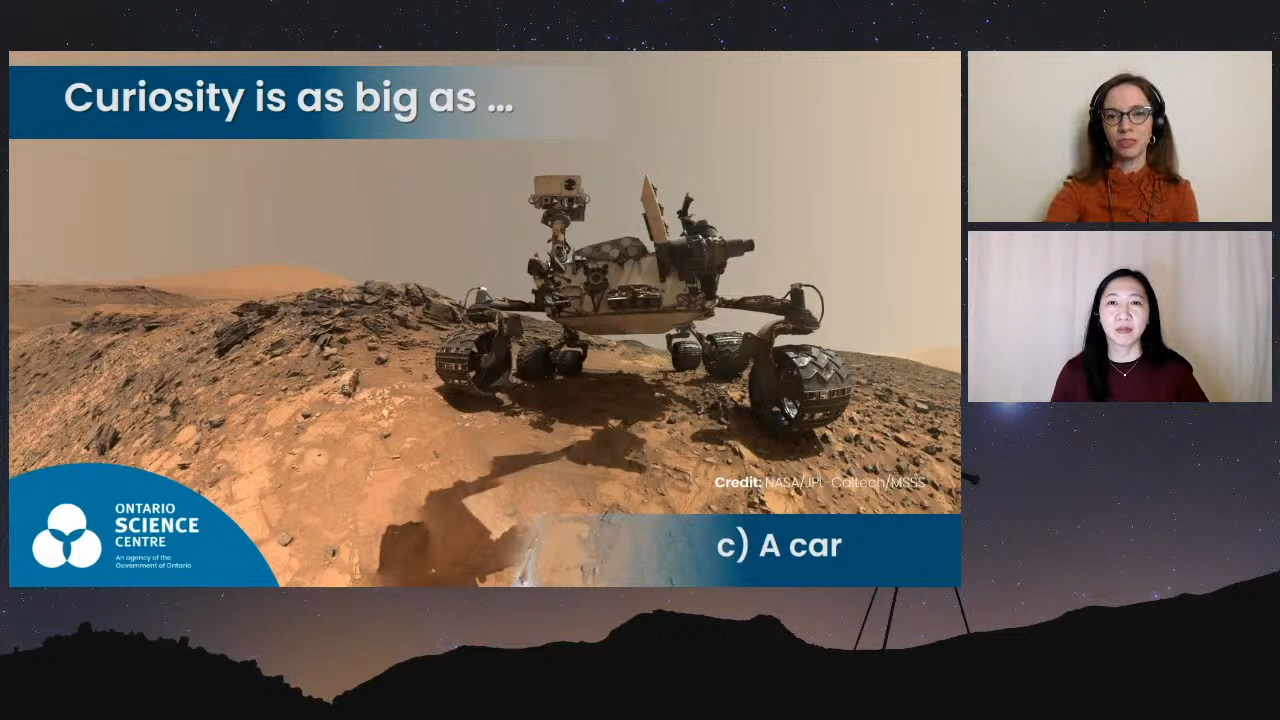 Curiosity is as big as ...
Credit: NASA/JPL-Caltech/MSSS
c) A car
ONTARIO
SCIENCE
CENTRE
An agency of the
Government of Ontario